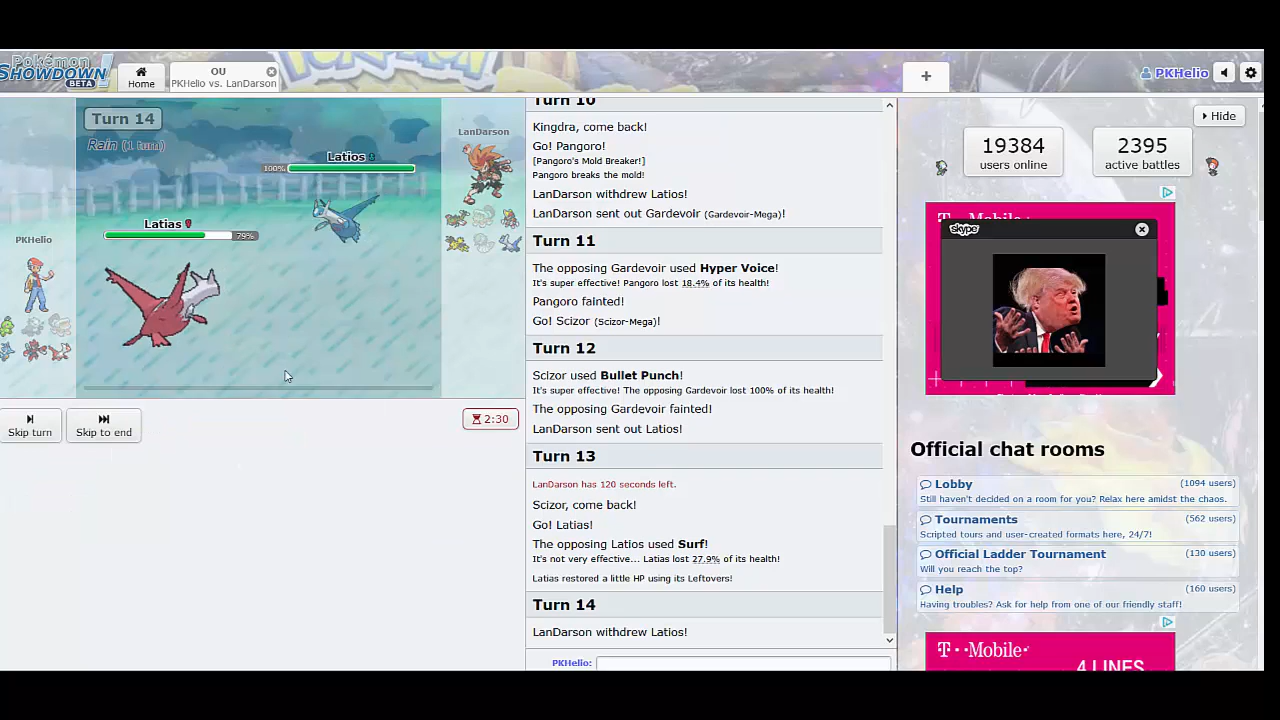 Pokémon
SHOWDOWN!
BETA
Home
OU
PKHelio vs. LanDarson
+
PKHelio
Turn 14
Rain (1 turn)
Latios
100%
Latias
79%
PKHelio
LanDarson
Skip turn
Skip to end
2:30
Turn 10
Kingdra, come back!
Go! Pangoro!
[Pangoro's Mold Breaker!]
Pangoro breaks the mold!
LanDarson withdrew Latios!
LanDarson sent out Gardevoir (Gardevoir-Mega)!
Turn 11
The opposing Gardevoir used Hyper Voice!
It's super effective! Pangoro lost 18.4% of its health!
Pangoro fainted!
Go! Scizor (Scizor-Mega)!
Turn 12
Scizor used Bullet Punch!
It's super effective! The opposing Gardevoir lost 100% of its health!
The opposing Gardevoir fainted!
LanDarson sent out Latios!
Turn 13
LanDarson has 120 seconds left.
Scizor, come back!
Go! Latias!
The opposing Latios used Surf!
It's not very effective... Latias lost 27.9% of its health!
Latias restored a little HP using its Leftovers!
Turn 14
LanDarson withdrew Latios!
PKHelio:
Hide
19384
users online
2395
active battles
skype
Official chat rooms
Lobby (1094 users)
Still haven't decided on a room for you? Relax here amidst the chaos.
Tournaments (562 users)
Scripted tours and user-created formats here, 24/7!
Official Ladder Tournament (130 users)
Will you reach the top?
Help (160 users)
Having troubles? Ask for help from one of our friendly staff!
T··Mobile·
4 LINES